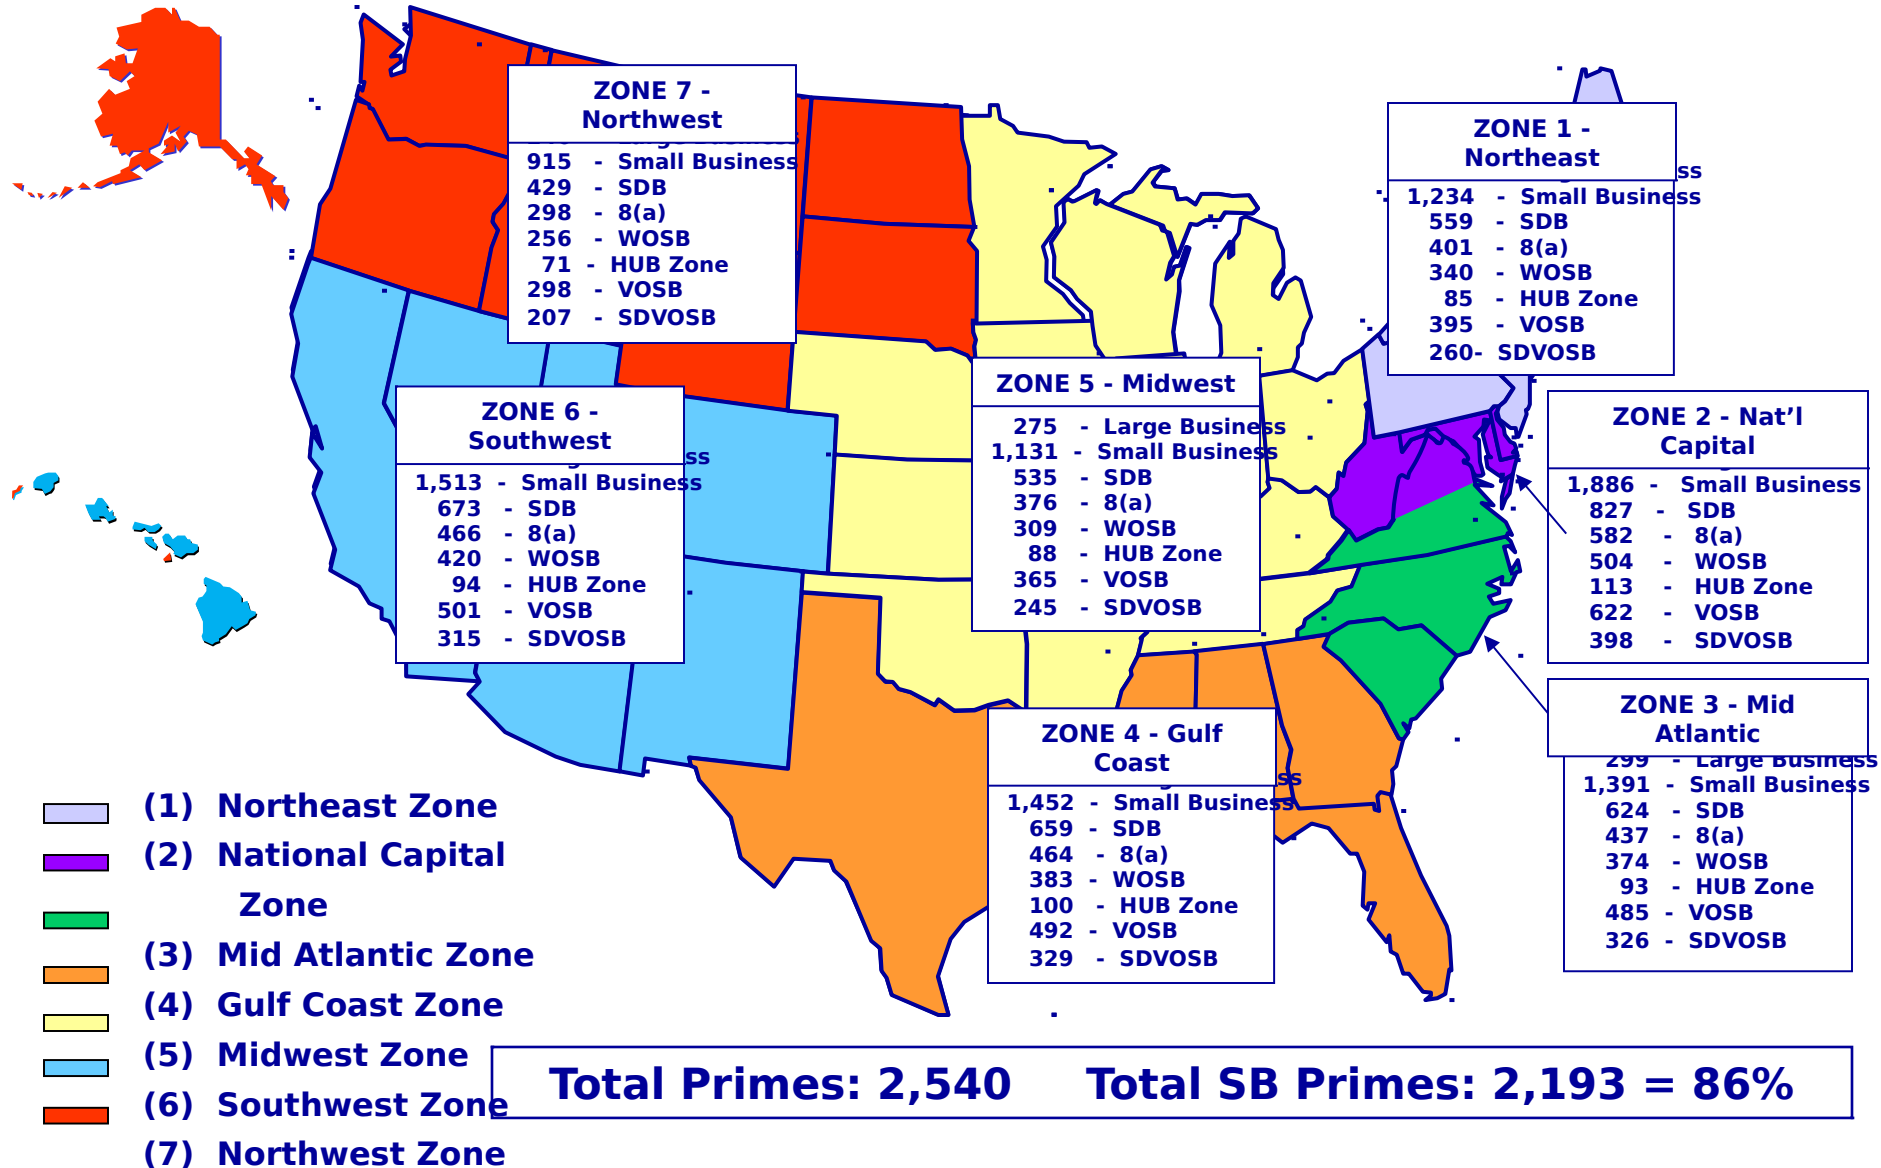 ZONE 7 -
Northwest
Large Business
915 - Small Business
429 - SDB
298 - 8(a)
256 - WOSB
71 - HUB Zone
298 - VOSB
207 - SDVOSB
ZONE 1 -
Northeast
ss
1,234 - Small Business
559 - SDB
401 - 8(a)
340 - WOSB
85 - HUB Zone
395 - VOSB
260- SDVOSB
ZONE 6 -
Southwest
ss
1,513 - Small Business
673 - SDB
466 - 8(a)
420 - WOSB
94 - HUB Zone
501 - VOSB
315 - SDVOSB
ZONE 5 - Midwest
275 - Large Business
1,131 - Small Business
535 - SDB
376 - 8(a)
309 - WOSB
88 - HUB Zone
365 - VOSB
245 - SDVOSB
ZONE 2 - Nat’l
Capital
1,886 - Small Business
827 - SDB
582 - 8(a)
504 - WOSB
113 - HUB Zone
622 - VOSB
398 - SDVOSB
ZONE 3 - Mid
Atlantic
299 - Large Business
1,391 - Small Business
624 - SDB
437 - 8(a)
374 - WOSB
93 - HUB Zone
485 - VOSB
326 - SDVOSB
ZONE 4 - Gulf
Coast
ss
1,452 - Small Business
659 - SDB
464 - 8(a)
383 - WOSB
100 - HUB Zone
492 - VOSB
329 - SDVOSB
(1) Northeast Zone
(2) National Capital
Zone
(3) Mid Atlantic Zone
(4) Gulf Coast Zone
(5) Midwest Zone
(6) Southwest Zone
(7) Northwest Zone
Total Primes: 2,540 Total SB Primes: 2,193 = 86%